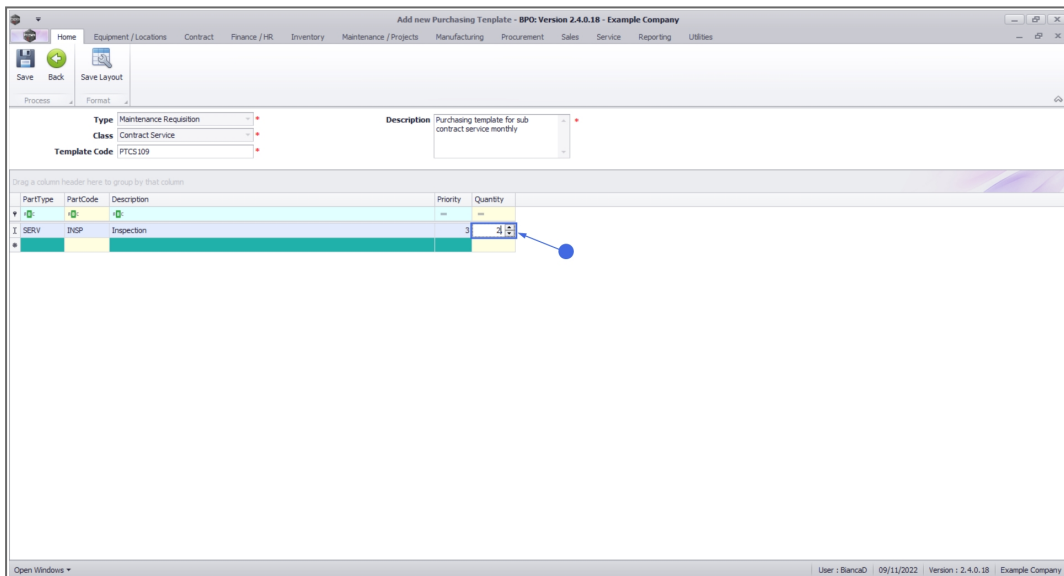 Add new Purchasing Template - BPO: Version 2.4.0.18 - Example Company
Home Equipment / Locations Contract Finance / HR Inventory Maintenance / Projects Manufacturing Procurement Sales Service Reporting Utilities
Save Back Save Layout
Process Format
Type Maintenance Requisition * Description Purchasing template for sub *
Class Contract Service * contract service monthly
Template Code PTCS109 *
Drag a column header here to group by that column
PartType PartCode Description Priority Quantity
= =
SERV INSP Inspection 3 2
Open Windows User : BiancaD 09/11/2022 Version : 2.4.0.18 Example Company